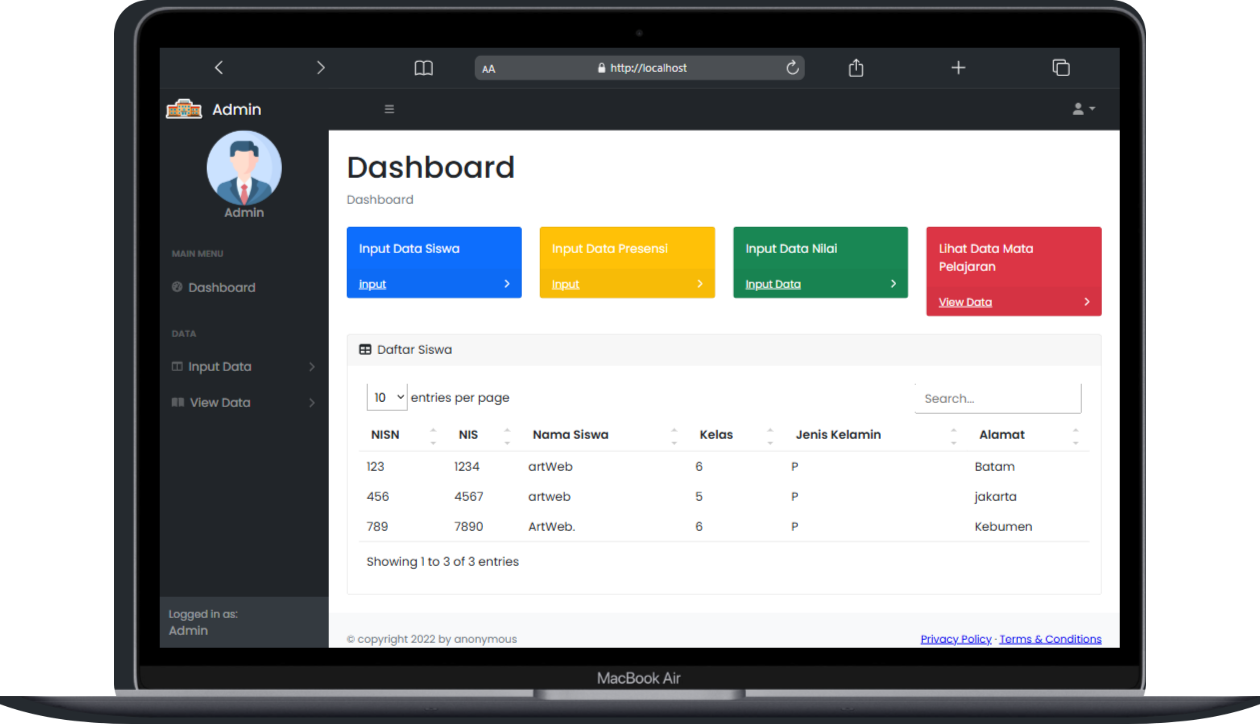 AA
http://localhost
Admin
Admin
MAIN MENU
Dashboard
DATA
Input Data
View Data
Logged in as:
Admin
Dashboard
Dashboard
Input Data Siswa
Input
Input Data Presensi
Input
Input Data Nilai
Input Data
Lihat Data Mata
Pelajaran
View Data
Daftar Siswa
10 entries per page
Search...
NISN NIS Nama Siswa Kelas Jenis Kelamin Alamat
123 1234 artWeb 6 P Batam
456 4567 artweb 5 P jakarta
789 7890 ArtWeb. 6 P Kebumen
Showing 1 to 3 of 3 entries
© copyright 2022 by anonymous
Privacy Policy · Terms & Conditions
MacBook Air